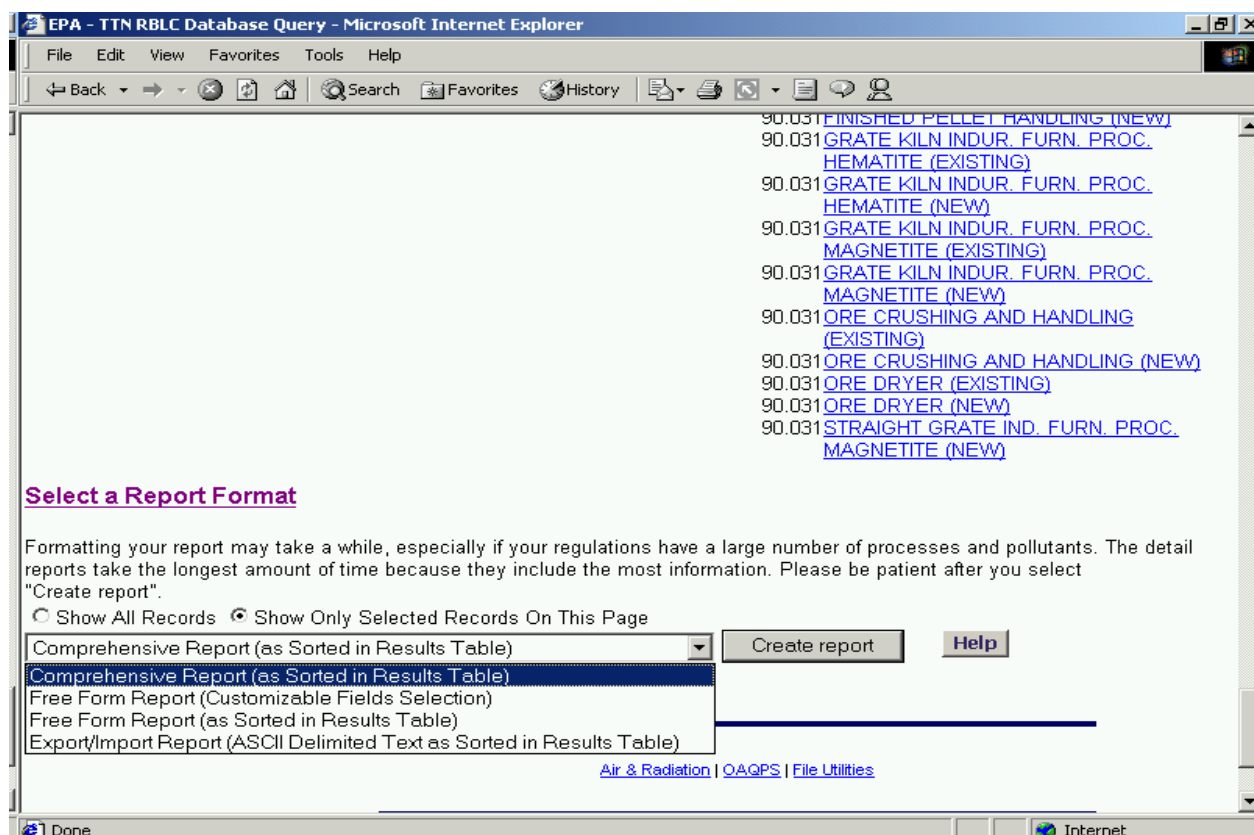 EPA - TTN RBLC Database Query - Microsoft Internet Explorer
File Edit View Favorites Tools Help
Back Search Favorites History
90.031 FINISHED PELLET HANDLING (NEW)
90.031 GRATE KILN INDUR. FURN. PROC.
HEMATITE (EXISTING)
90.031 GRATE KILN INDUR. FURN. PROC.
HEMATITE (NEW)
90.031 GRATE KILN INDUR. FURN. PROC.
MAGNETITE (EXISTING)
90.031 GRATE KILN INDUR. FURN. PROC.
MAGNETITE (NEW)
90.031 ORE CRUSHING AND HANDLING
(EXISTING)
90.031 ORE CRUSHING AND HANDLING (NEW)
90.031 ORE DRYER (EXISTING)
90.031 ORE DRYER (NEW)
90.031 STRAIGHT GRATE IND. FURN. PROC.
MAGNETITE (NEW)
Select a Report Format
Formatting your report may take a while, especially if your regulations have a large number of processes and pollutants. The detail
reports take the longest amount of time because they include the most information. Please be patient after you select
"Create report".
Show All Records Show Only Selected Records On This Page
Comprehensive Report (as Sorted in Results Table) Create report Help
Comprehensive Report (as Sorted in Results Table)
Free Form Report (Customizable Fields Selection)
Free Form Report (as Sorted in Results Table)
Export/Import Report (ASCII Delimited Text as Sorted in Results Table)
Air & Radiation | OAQPS | File Utilities
Done Internet